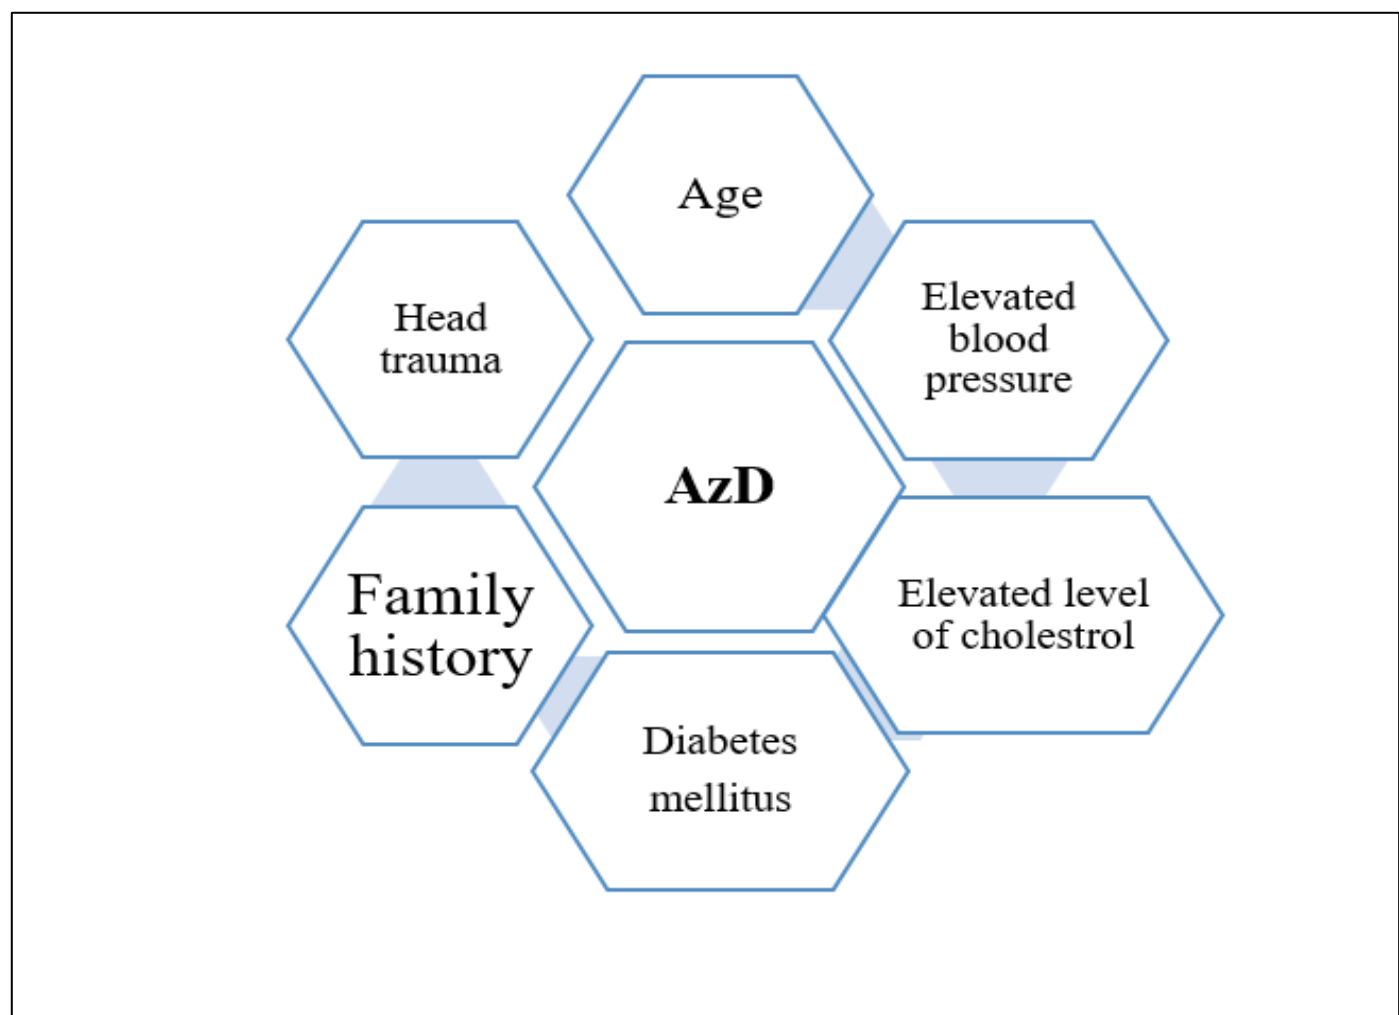 Age
Head
trauma
Elevated
blood
pressure
AzD
Family
history
Elevated level
of cholestrol
Diabetes
mellitus